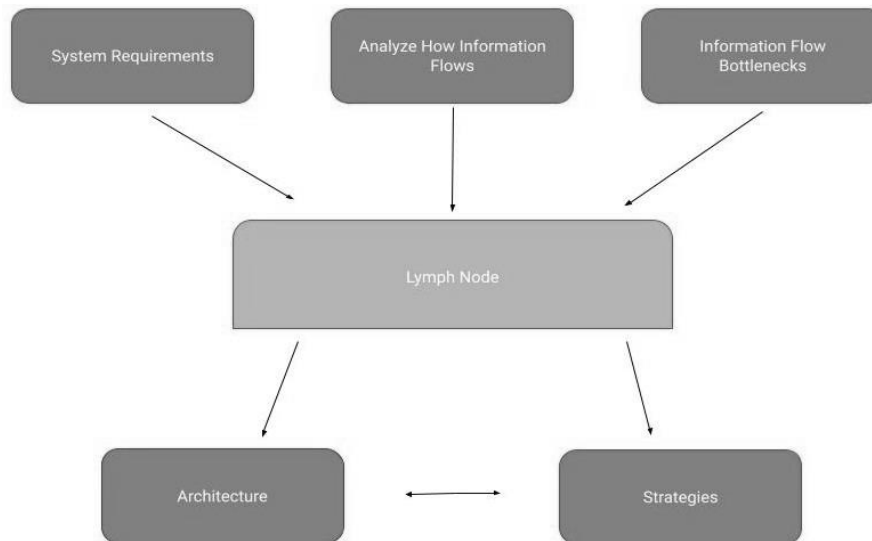 System Requirements
Analyze How Information
Flows
Information Flow
Bottlenecks
Lymph Node
Architecture
Strategies